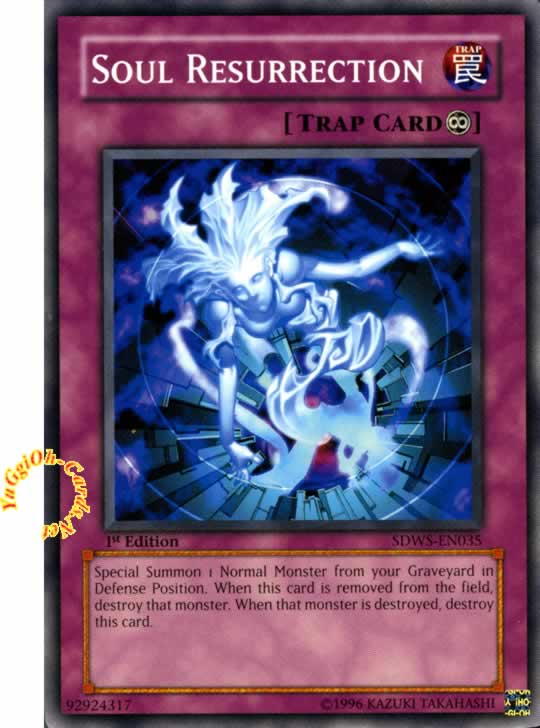 SOUL RESURRECTION
TRAP
罠
[TRAP CARD]
1st Edition
SDWS-EN035
YuGgiOh-Cards.Net
Special Summon 1 Normal Monster from your Graveyard in
Defense Position. When this card is removed from the field,
destroy that monster. When that monster is destroyed, destroy
this card.
92924317
©1996 KAZUKI TAKAHASHI